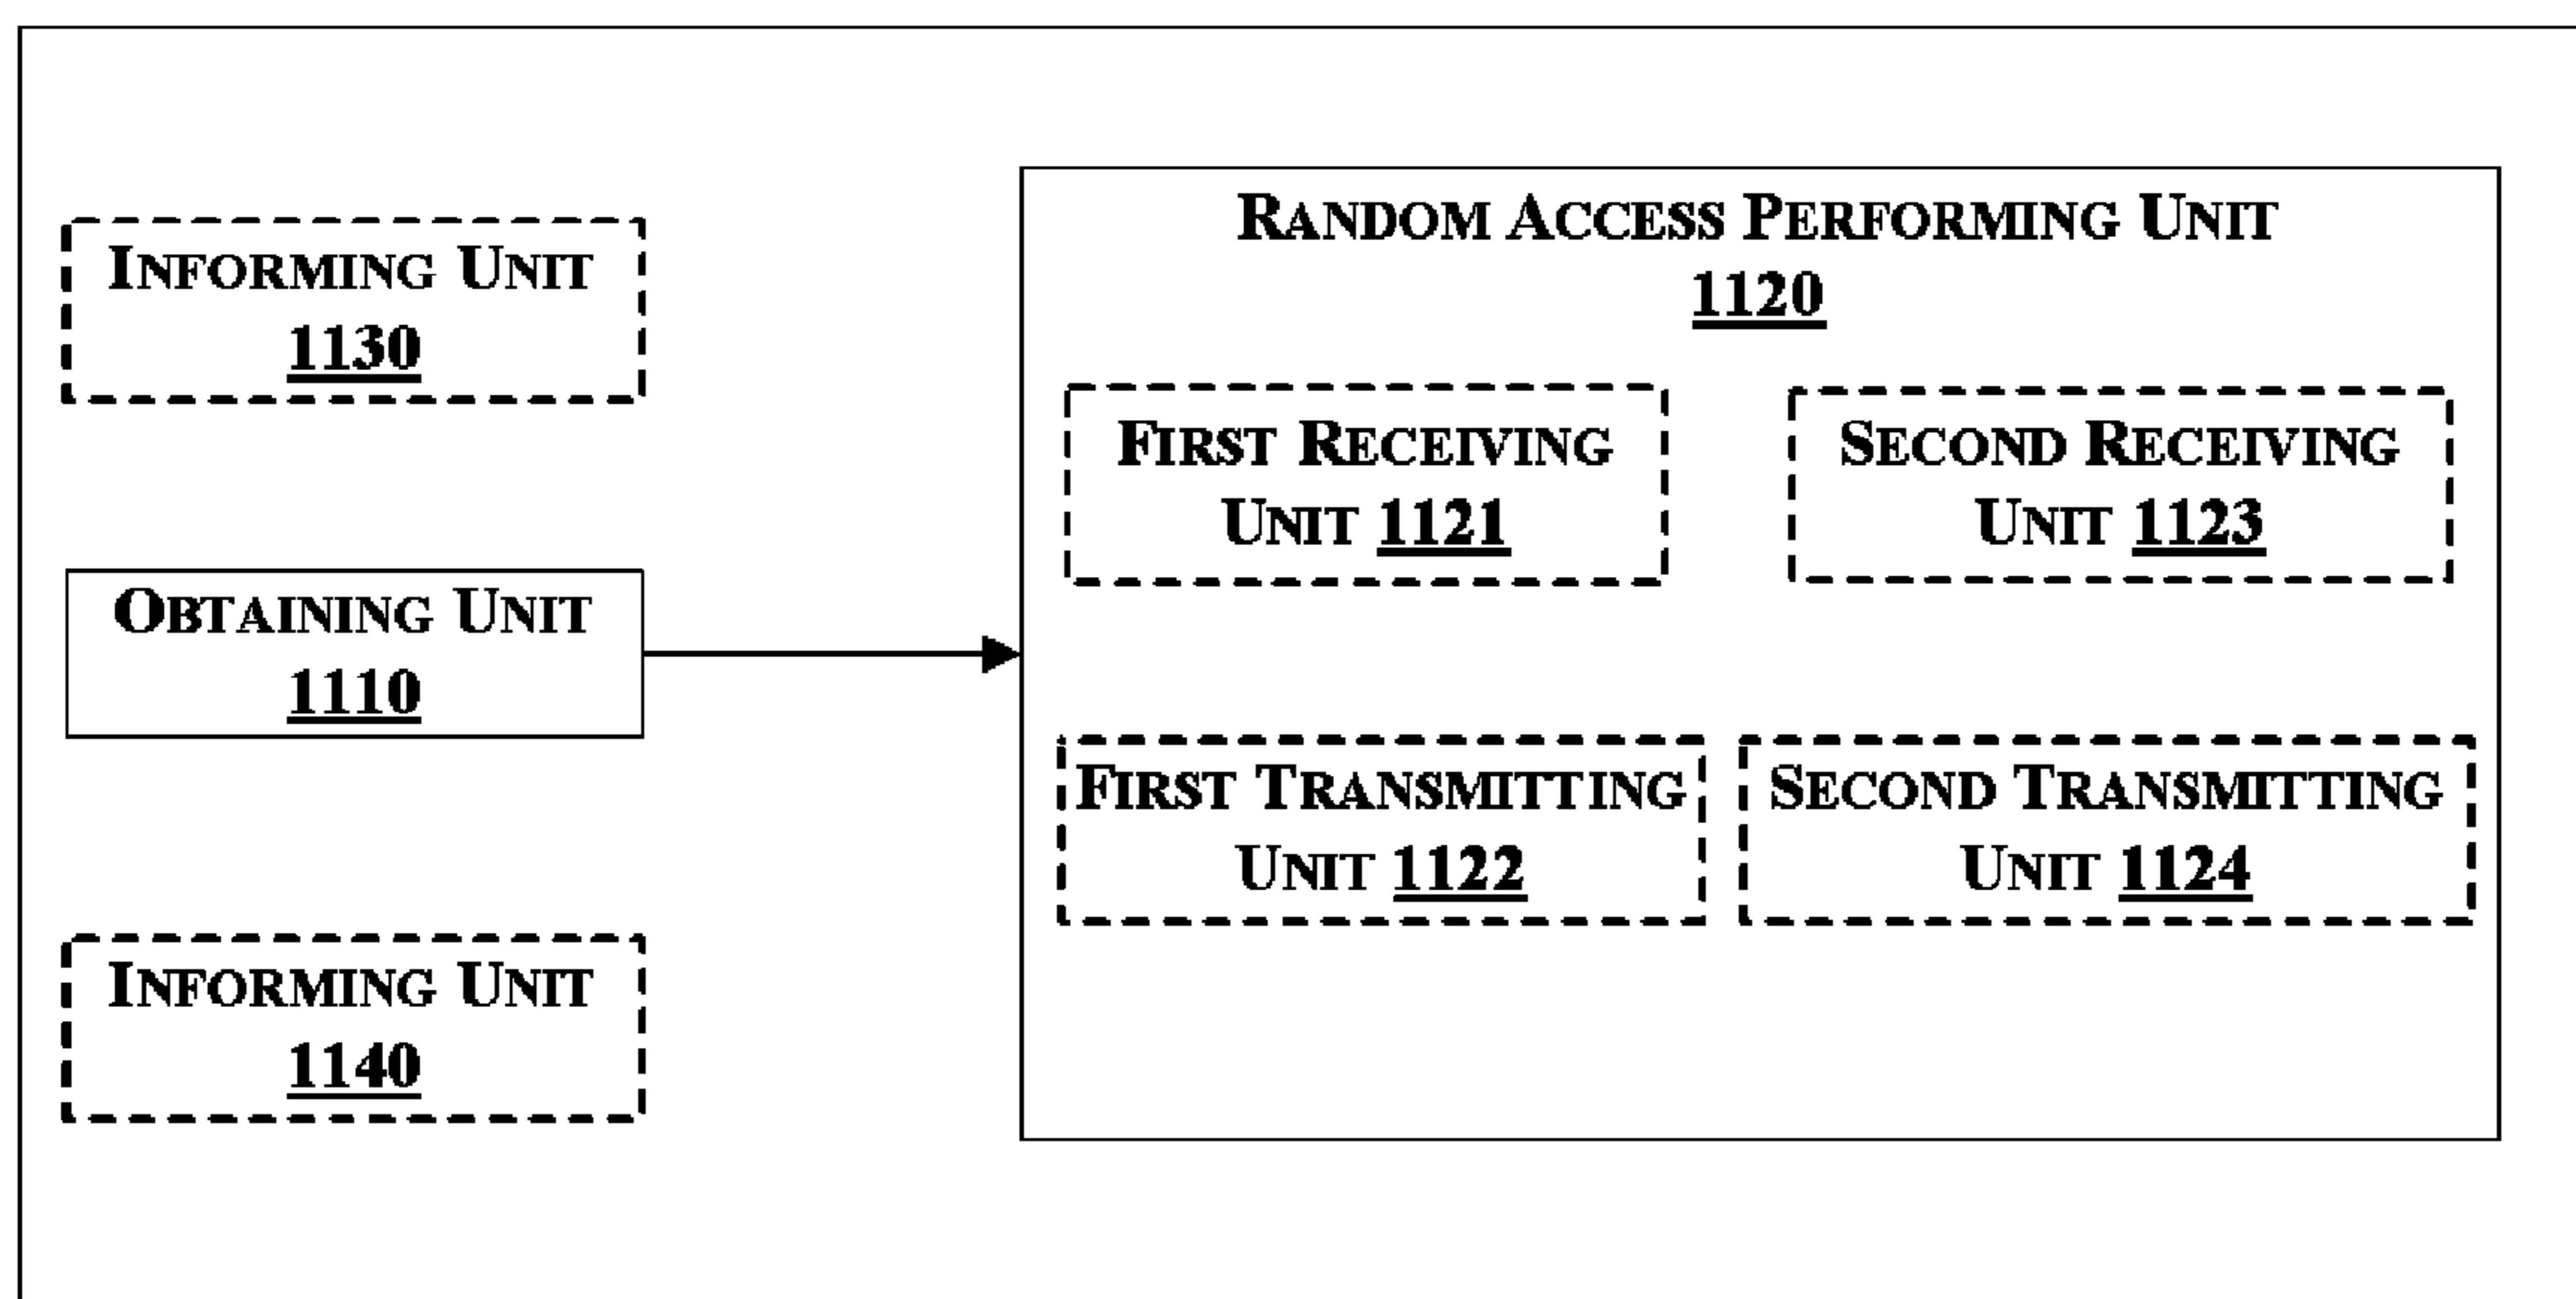 INFORMING UNIT
1130
OBTAINING UNIT
1110
INFORMING UNIT
1140
RANDOM ACCESS PERFORMING UNIT
1120
FIRST RECEIVING
UNIT 1121
SECOND RECEIVING
UNIT 1123
FIRST TRANSMITTING
UNIT 1122
SECOND TRANSMITTING
UNIT 1124